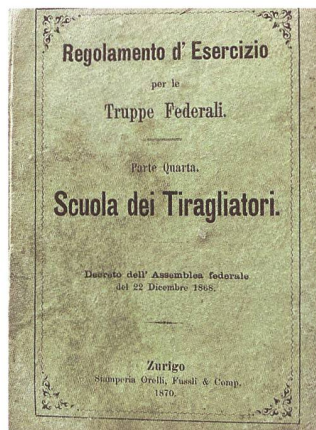 Regolamento d' Esercizio
per le
Truppe Federali.
Parte Quarta.
Scuola dei Tiragliatori.
Decreto dell' Assemblea federale
del 22 Dicembre 1868.
Zurigo
Stamperia Orelli, Fussli & Comp.
1870.